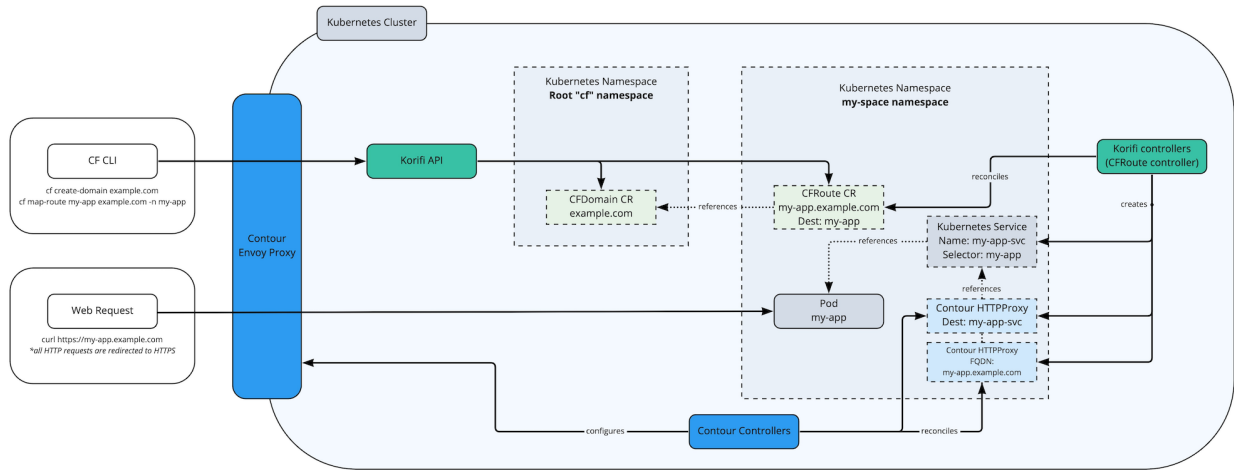 Kubernetes Cluster
Kubernetes Namespace
Root "cf" namespace
Kubernetes Namespace
my-space namespace
CF CLI
cf create-domain example.com
cf map-route my-app example.com -n my-app
Korifi API
Korifi controllers
(CFRoute controller)
reconciles
CFDomain CR
example.com
references
CFRoute CR
my-app.example.com
Dest: my-app
creates
Contour
Envoy Proxy
references
Kubernetes Service
Name: my-app-svc
Selector: my-app
references
Web Request
curl https://my-app.example.com
*all HTTP requests are redirected to HTTPS
Pod
my-app
Contour HTTPProxy
Dest: my-app-svc
Contour HTTPProxy
FQDN:
my-app.example.com
configures
Contour Controllers
reconciles